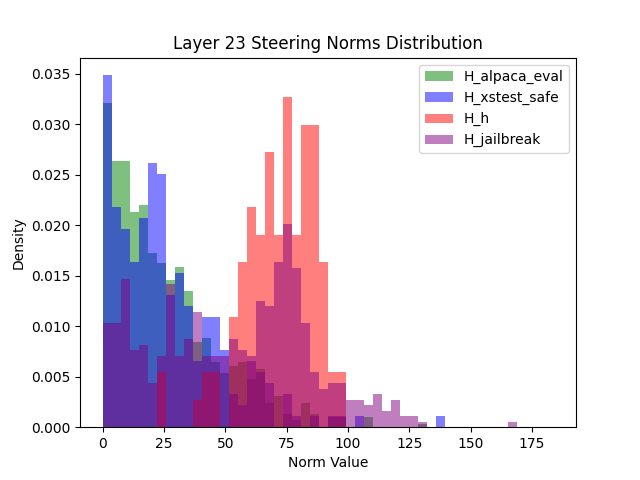 Layer 23 Steering Norms Distribution
H_alpaca_eval
H_xstest_safe
H_h
H_jailbreak
Density
0.035
0.030
0.025
0.020
0.015
0.010
0.005
0.000
0 25 50 75 100 125 150 175
Norm Value